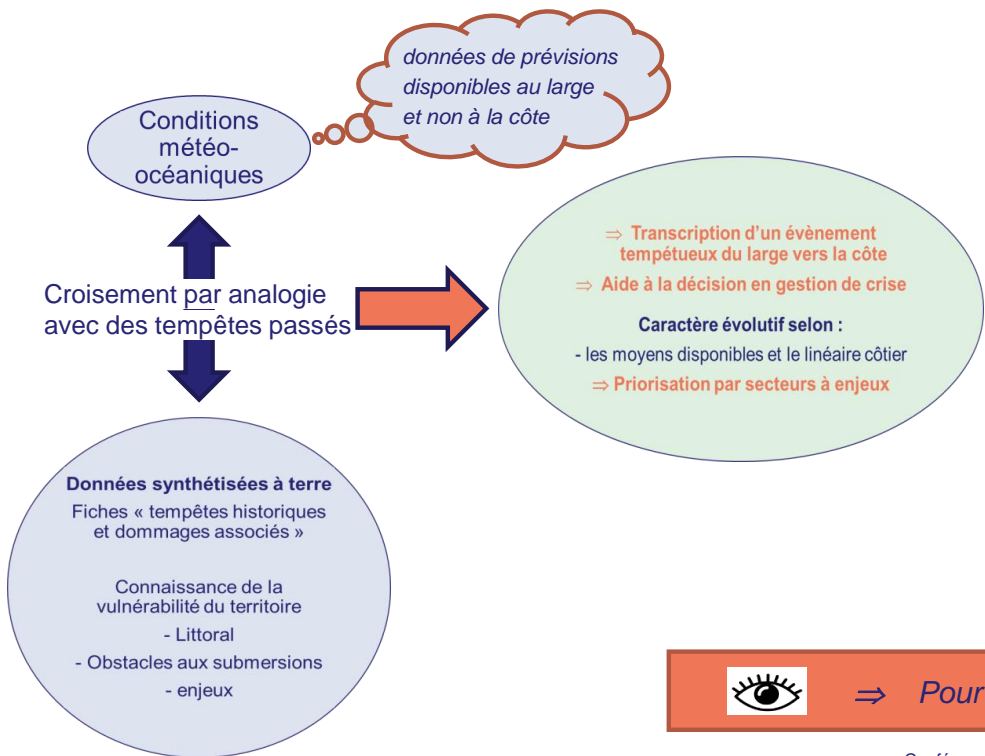 données de prévisions
disponibles au large
et non à la côte
Conditions
météo-
océaniques
Croisement par analogie
avec des tempêtes passés
⇒ Transcription d'un évènement
tempétueux du large vers la côte
⇒ Aide à la décision en gestion de crise
Caractère évolutif selon :
- les moyens disponibles et le linéaire côtier
⇒ Priorisation par secteurs à enjeux
Données synthétisées à terre
Fiches « tempêtes historiques
et dommages associés »
Connaissance de la
vulnérabilité du territoire
- Littoral
- Obstacles aux submersions
- enjeux
⇒ Pour